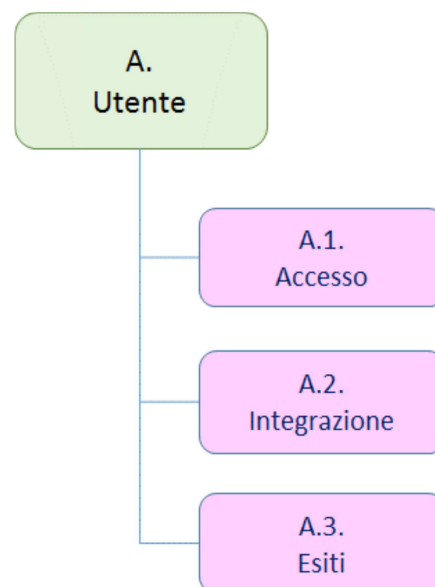 A.
Utente
A.1.
Accesso
A.2.
Integrazione
A.3.
Esiti